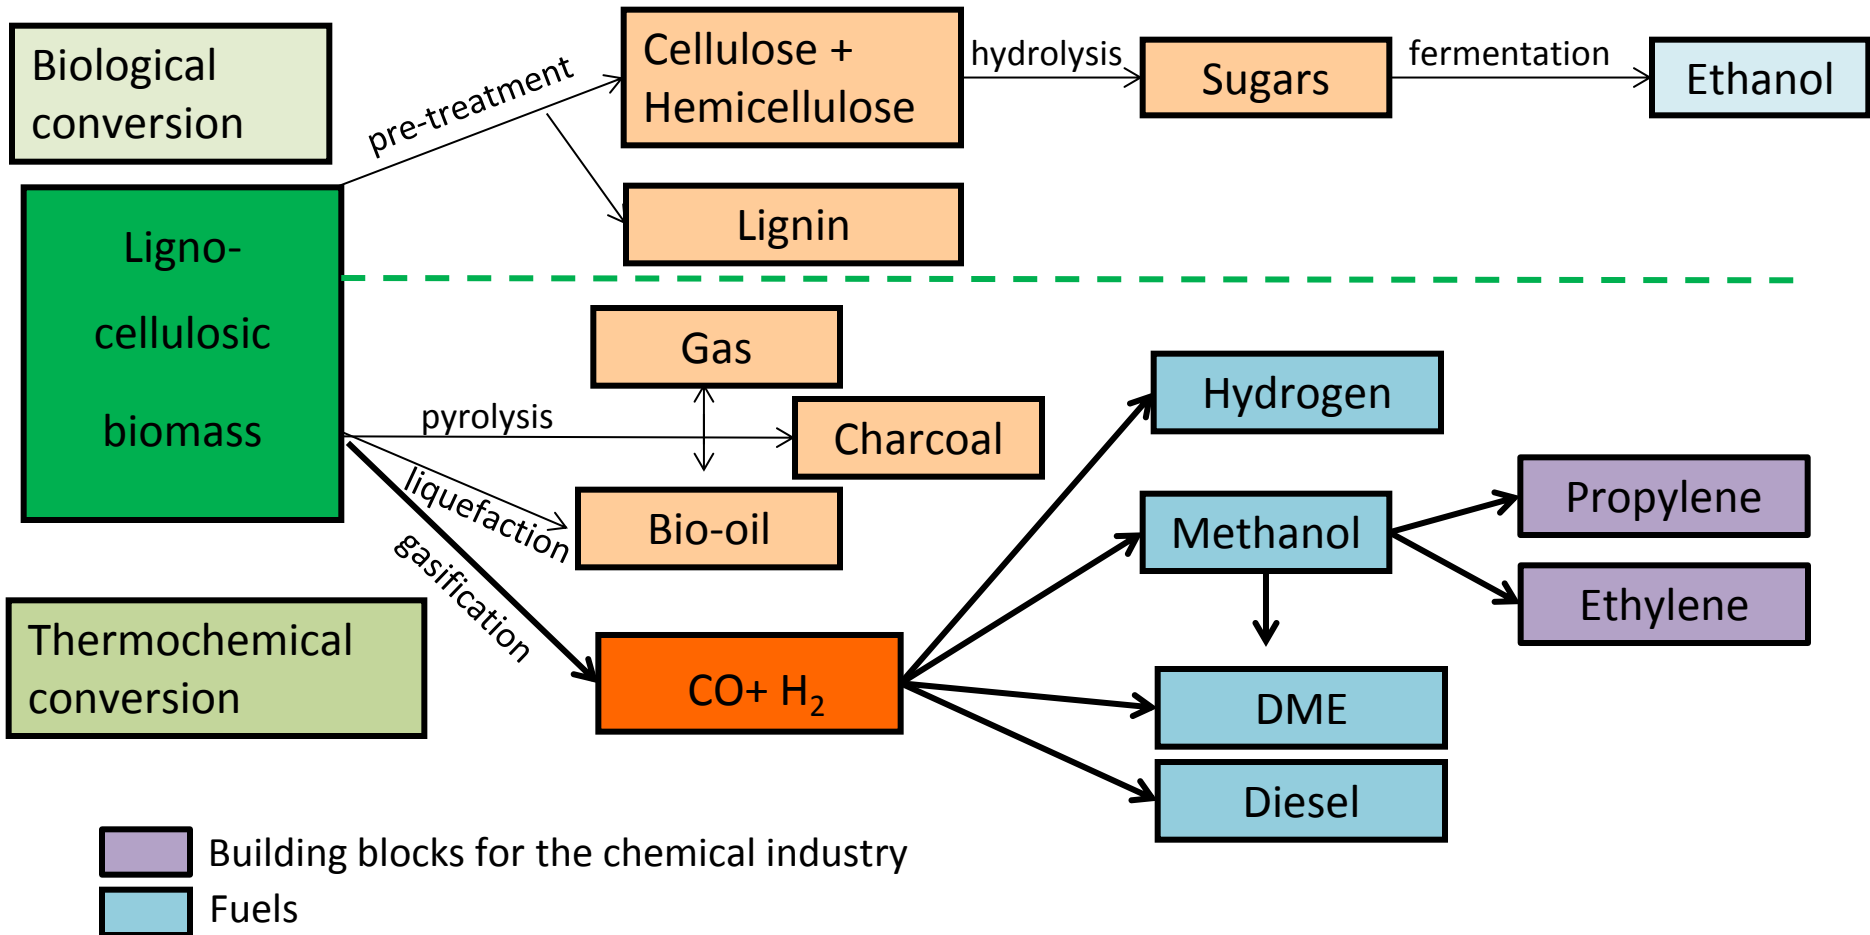 Biological
conversion
pre-treatment
Cellulose +
Hemicellulose
hydrolysis
Sugars
fermentation
Ethanol
Lignin
Ligno-
cellulosic
biomass
Gas
pyrolysis
Charcoal
liquefaction
Bio-oil
gasification
Thermochemical
conversion
CO+ H₂
Hydrogen
Methanol
Propylene
Ethylene
DME
Diesel
Building blocks for the chemical industry
Fuels